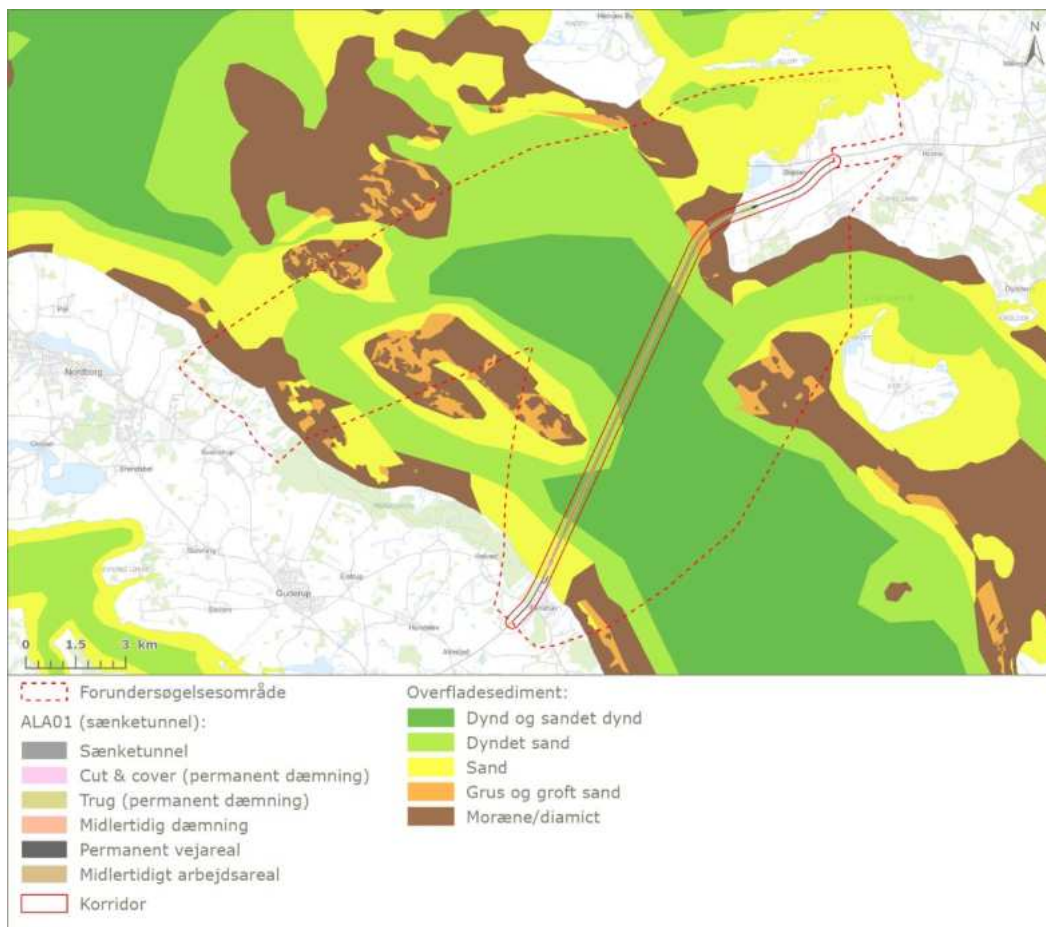 N
Nordborg
Guderup
0 1.5 3 km
Forundersøgelsesområde
ALA01 (sænketunnel):
Sænketunnel
Cut & cover (permanent dæmning)
Trug (permanent dæmning)
Midlertidig dæmning
Permanent vejareal
Midlertidigt arbejdsareal
Korridor
Overfladesediment:
Dynd og sandet dynd
Dyndet sand
Sand
Grus og groft sand
Moræne/diamict